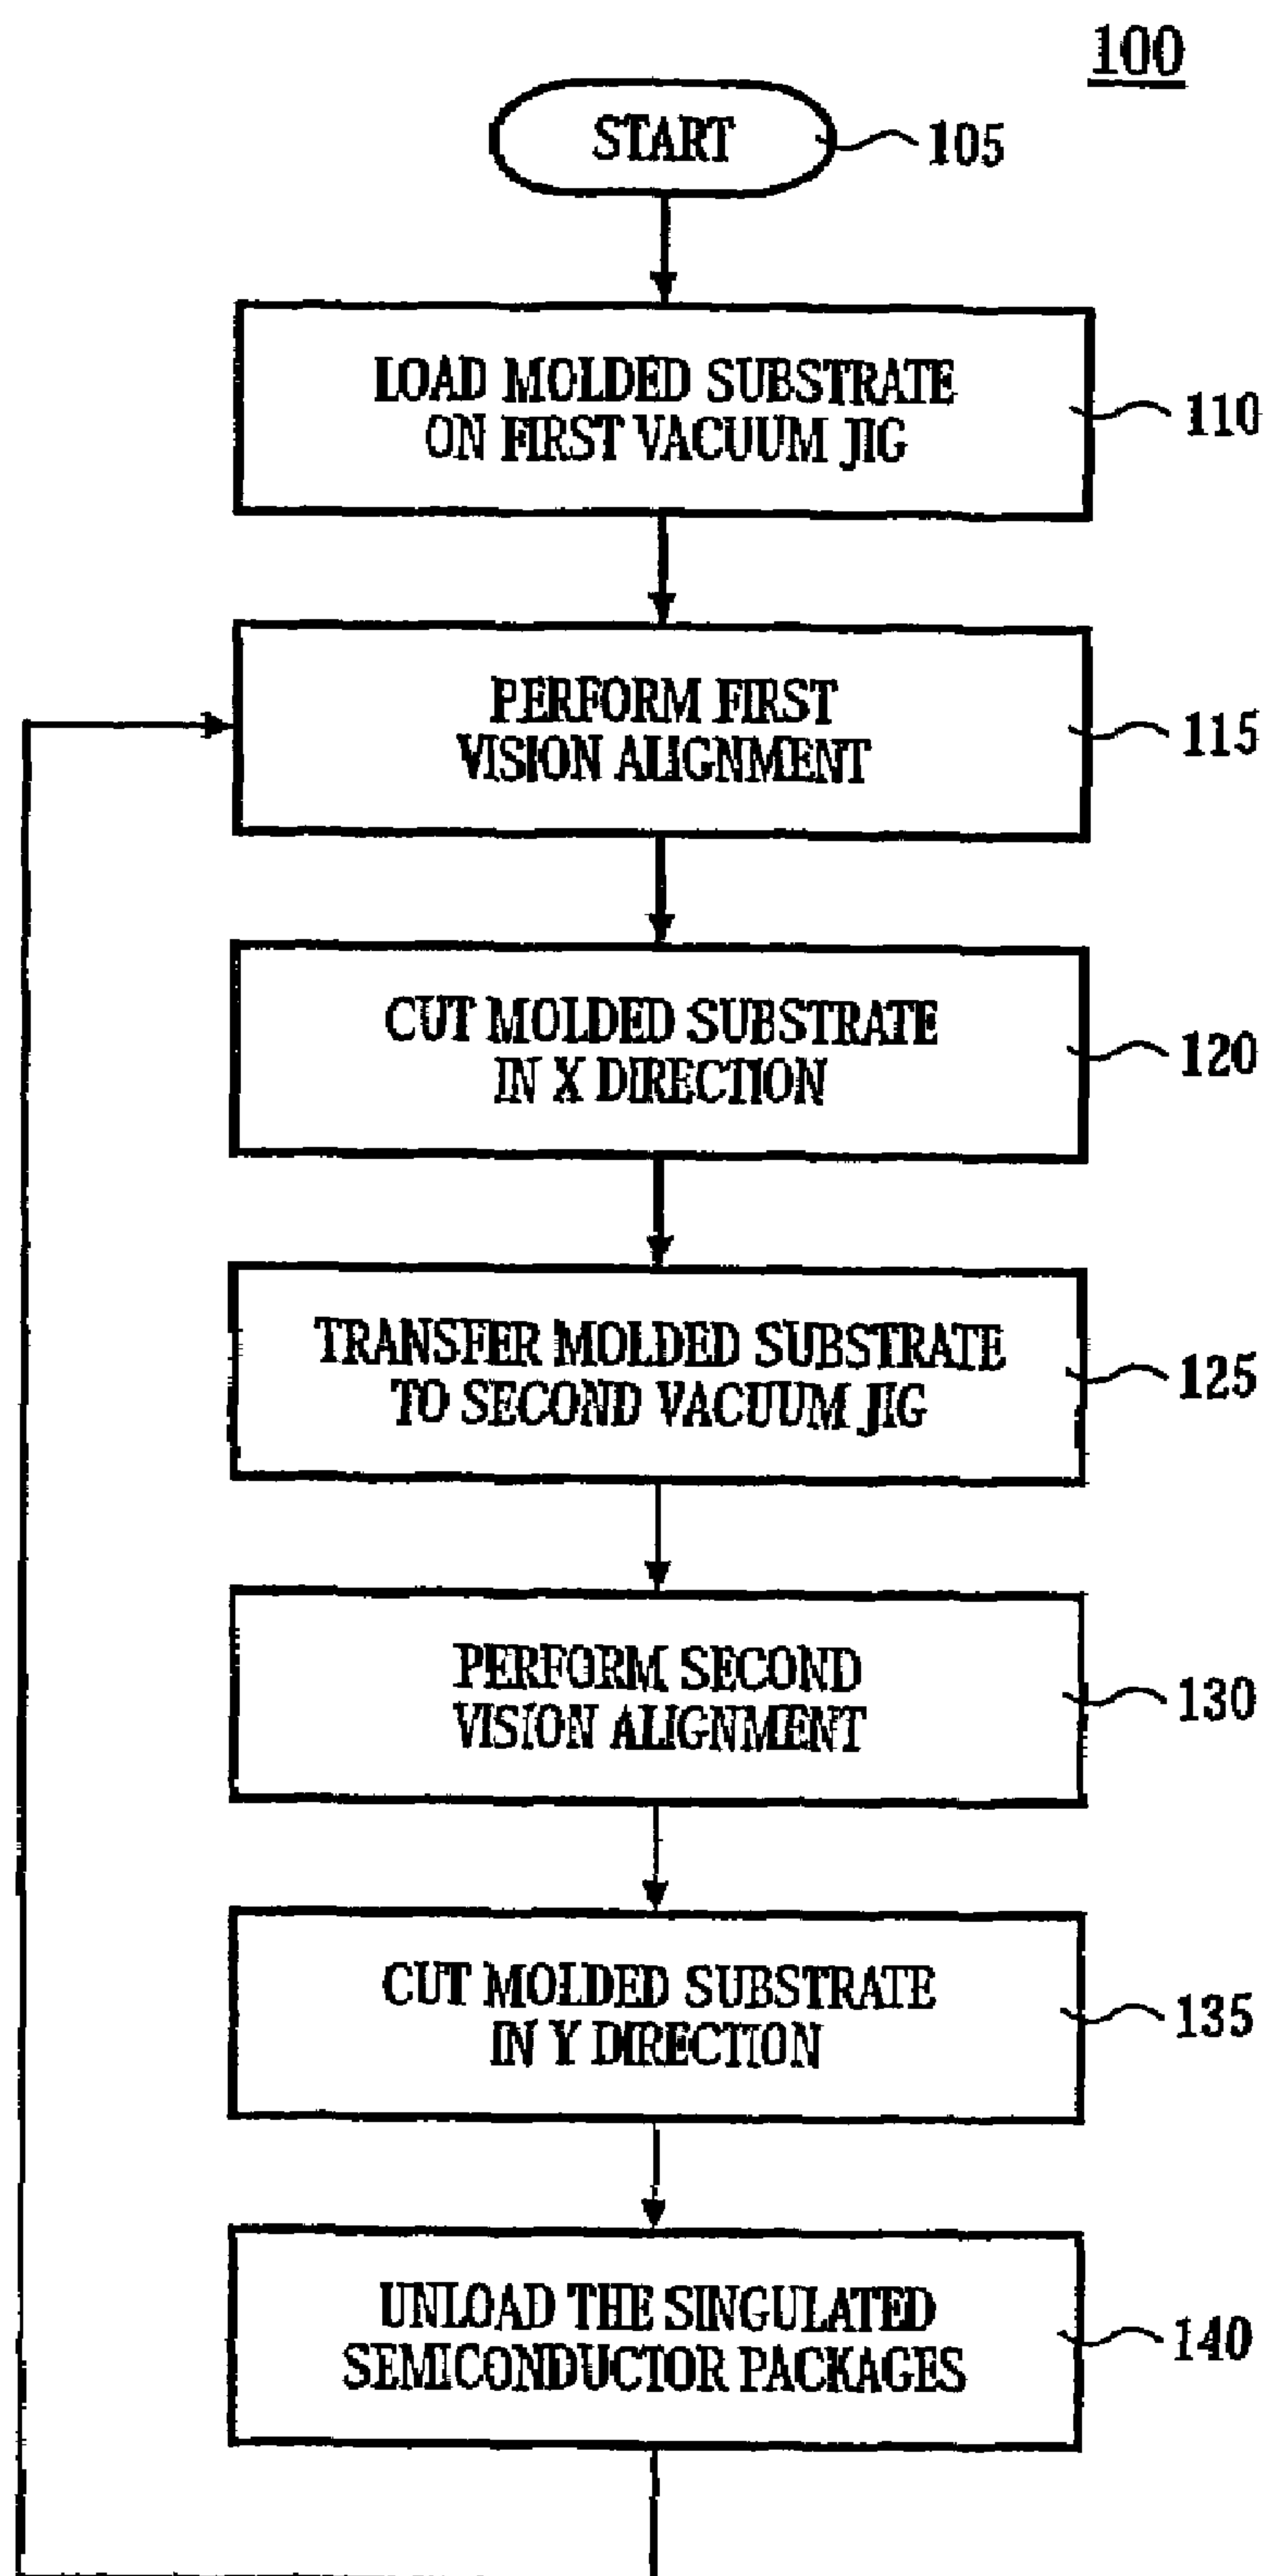 100
START
105
LOAD MOLDED SUBSTRATE
ON FIRST VACUUM JIG
110
PERFORM FIRST
VISION ALIGNMENT
115
CUT MOLDED SUBSTRATE
IN X DIRECTION
120
TRANSFER MOLDED SUBSTRATE
TO SECOND VACUUM JIG
125
PERFORM SECOND
VISION ALIGNMENT
130
CUT MOLDED SUBSTRATE
IN Y DIRECTION
135
UNLOAD THE SINGULATED
SEMICONDUCTOR PACKAGES
140